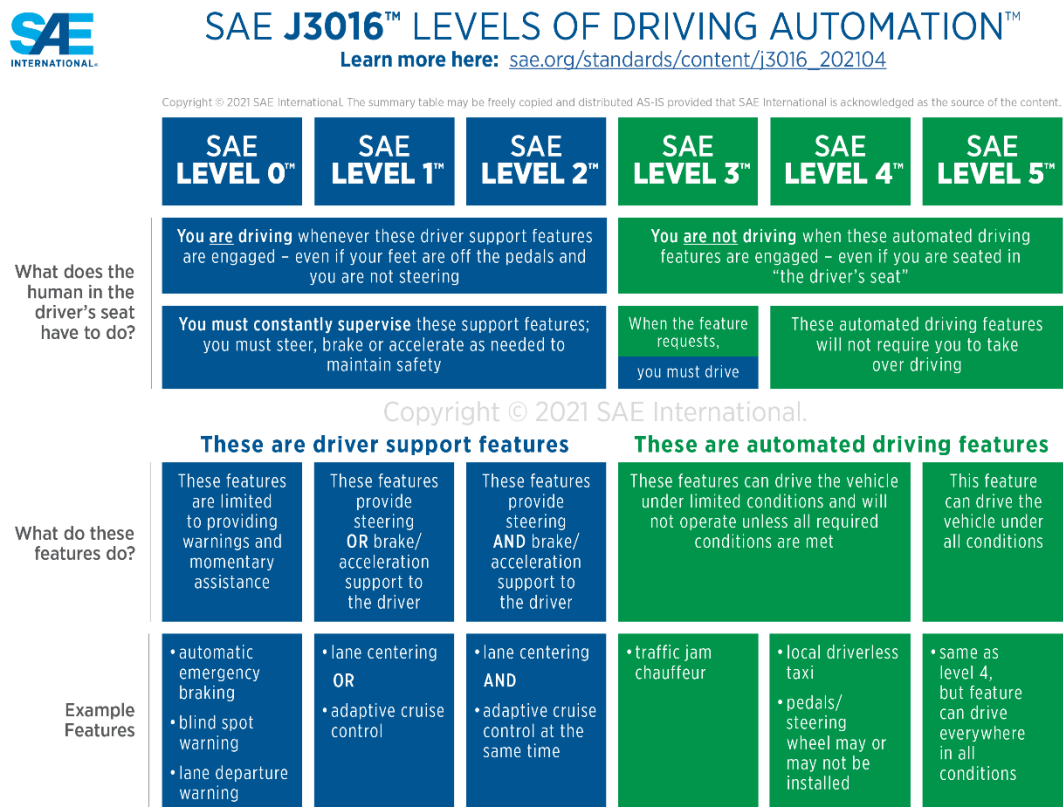 SAE
INTERNATIONAL®
SAE J3016™ LEVELS OF DRIVING AUTOMATION™
Learn more here: sae.org/standards/content/j3016_202104
Copyright © 2021 SAE International. The summary table may be freely copied and distributed AS-IS provided that SAE International is acknowledged as the source of the content.
SAE
LEVEL 0™
SAE
LEVEL 1™
SAE
LEVEL 2™
SAE
LEVEL 3™
SAE
LEVEL 4™
SAE
LEVEL 5™
What does the
human in the
driver's seat
have to do?
You are driving whenever these driver support features
are engaged – even if your feet are off the pedals and
you are not steering
You are not driving when these automated driving
features are engaged – even if you are seated in
“the driver's seat”
You must constantly supervise these support features;
you must steer, brake or accelerate as needed to
maintain safety
When the feature
requests,
you must drive
These automated driving features
will not require you to take
over driving
Copyright © 2021 SAE International.
These are driver support features
These are automated driving features
What do these
features do?
These features
are limited
to providing
warnings and
momentary
assistance
These features
provide
steering
OR brake/
acceleration
support to
the driver
These features
provide
steering
AND brake/
acceleration
support to
the driver
These features can drive the vehicle
under limited conditions and will
not operate unless all required
conditions are met
This feature
can drive the
vehicle under
all conditions
Example
Features
• automatic
emergency
braking
• blind spot
warning
• lane departure
warning
• lane centering
OR
• adaptive cruise
control
• lane centering
AND
• adaptive cruise
control at the
same time
• traffic jam
chauffeur
• local driverless
taxi
• pedals/
steering
wheel may or
may not be
installed
• same as
level 4,
but feature
can drive
everywhere
in all
conditions